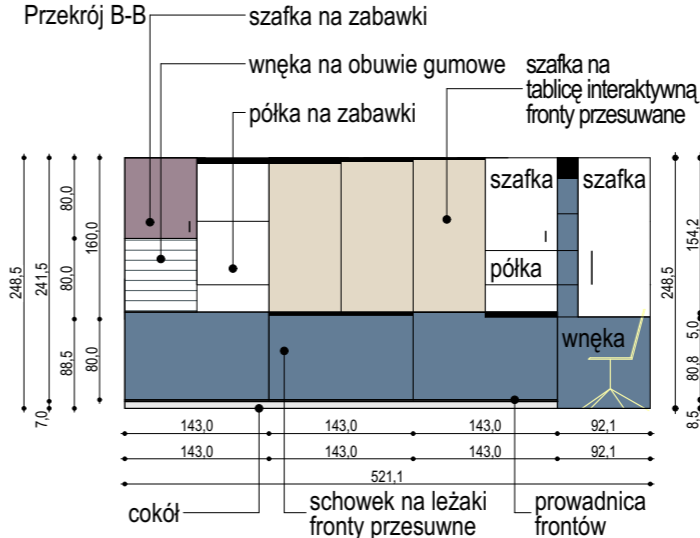 Przekrój B-B
szafka na zabawki
wnęka na obuwie gumowe
szafka na
tablicę interaktywną
fronty przesuwane
półka na zabawki
szafka
szafka
półka
wnęka
248,5
7,0
241,5
88,5
80,0
80,0
80,0
160,0
248,5
8,5
80,8
5,0
154,2
143,0
143,0
143,0
92,1
143,0
143,0
143,0
92,1
521,1
cokół
schowek na leżaki
fronty przesuwne
prowadnica
frontów